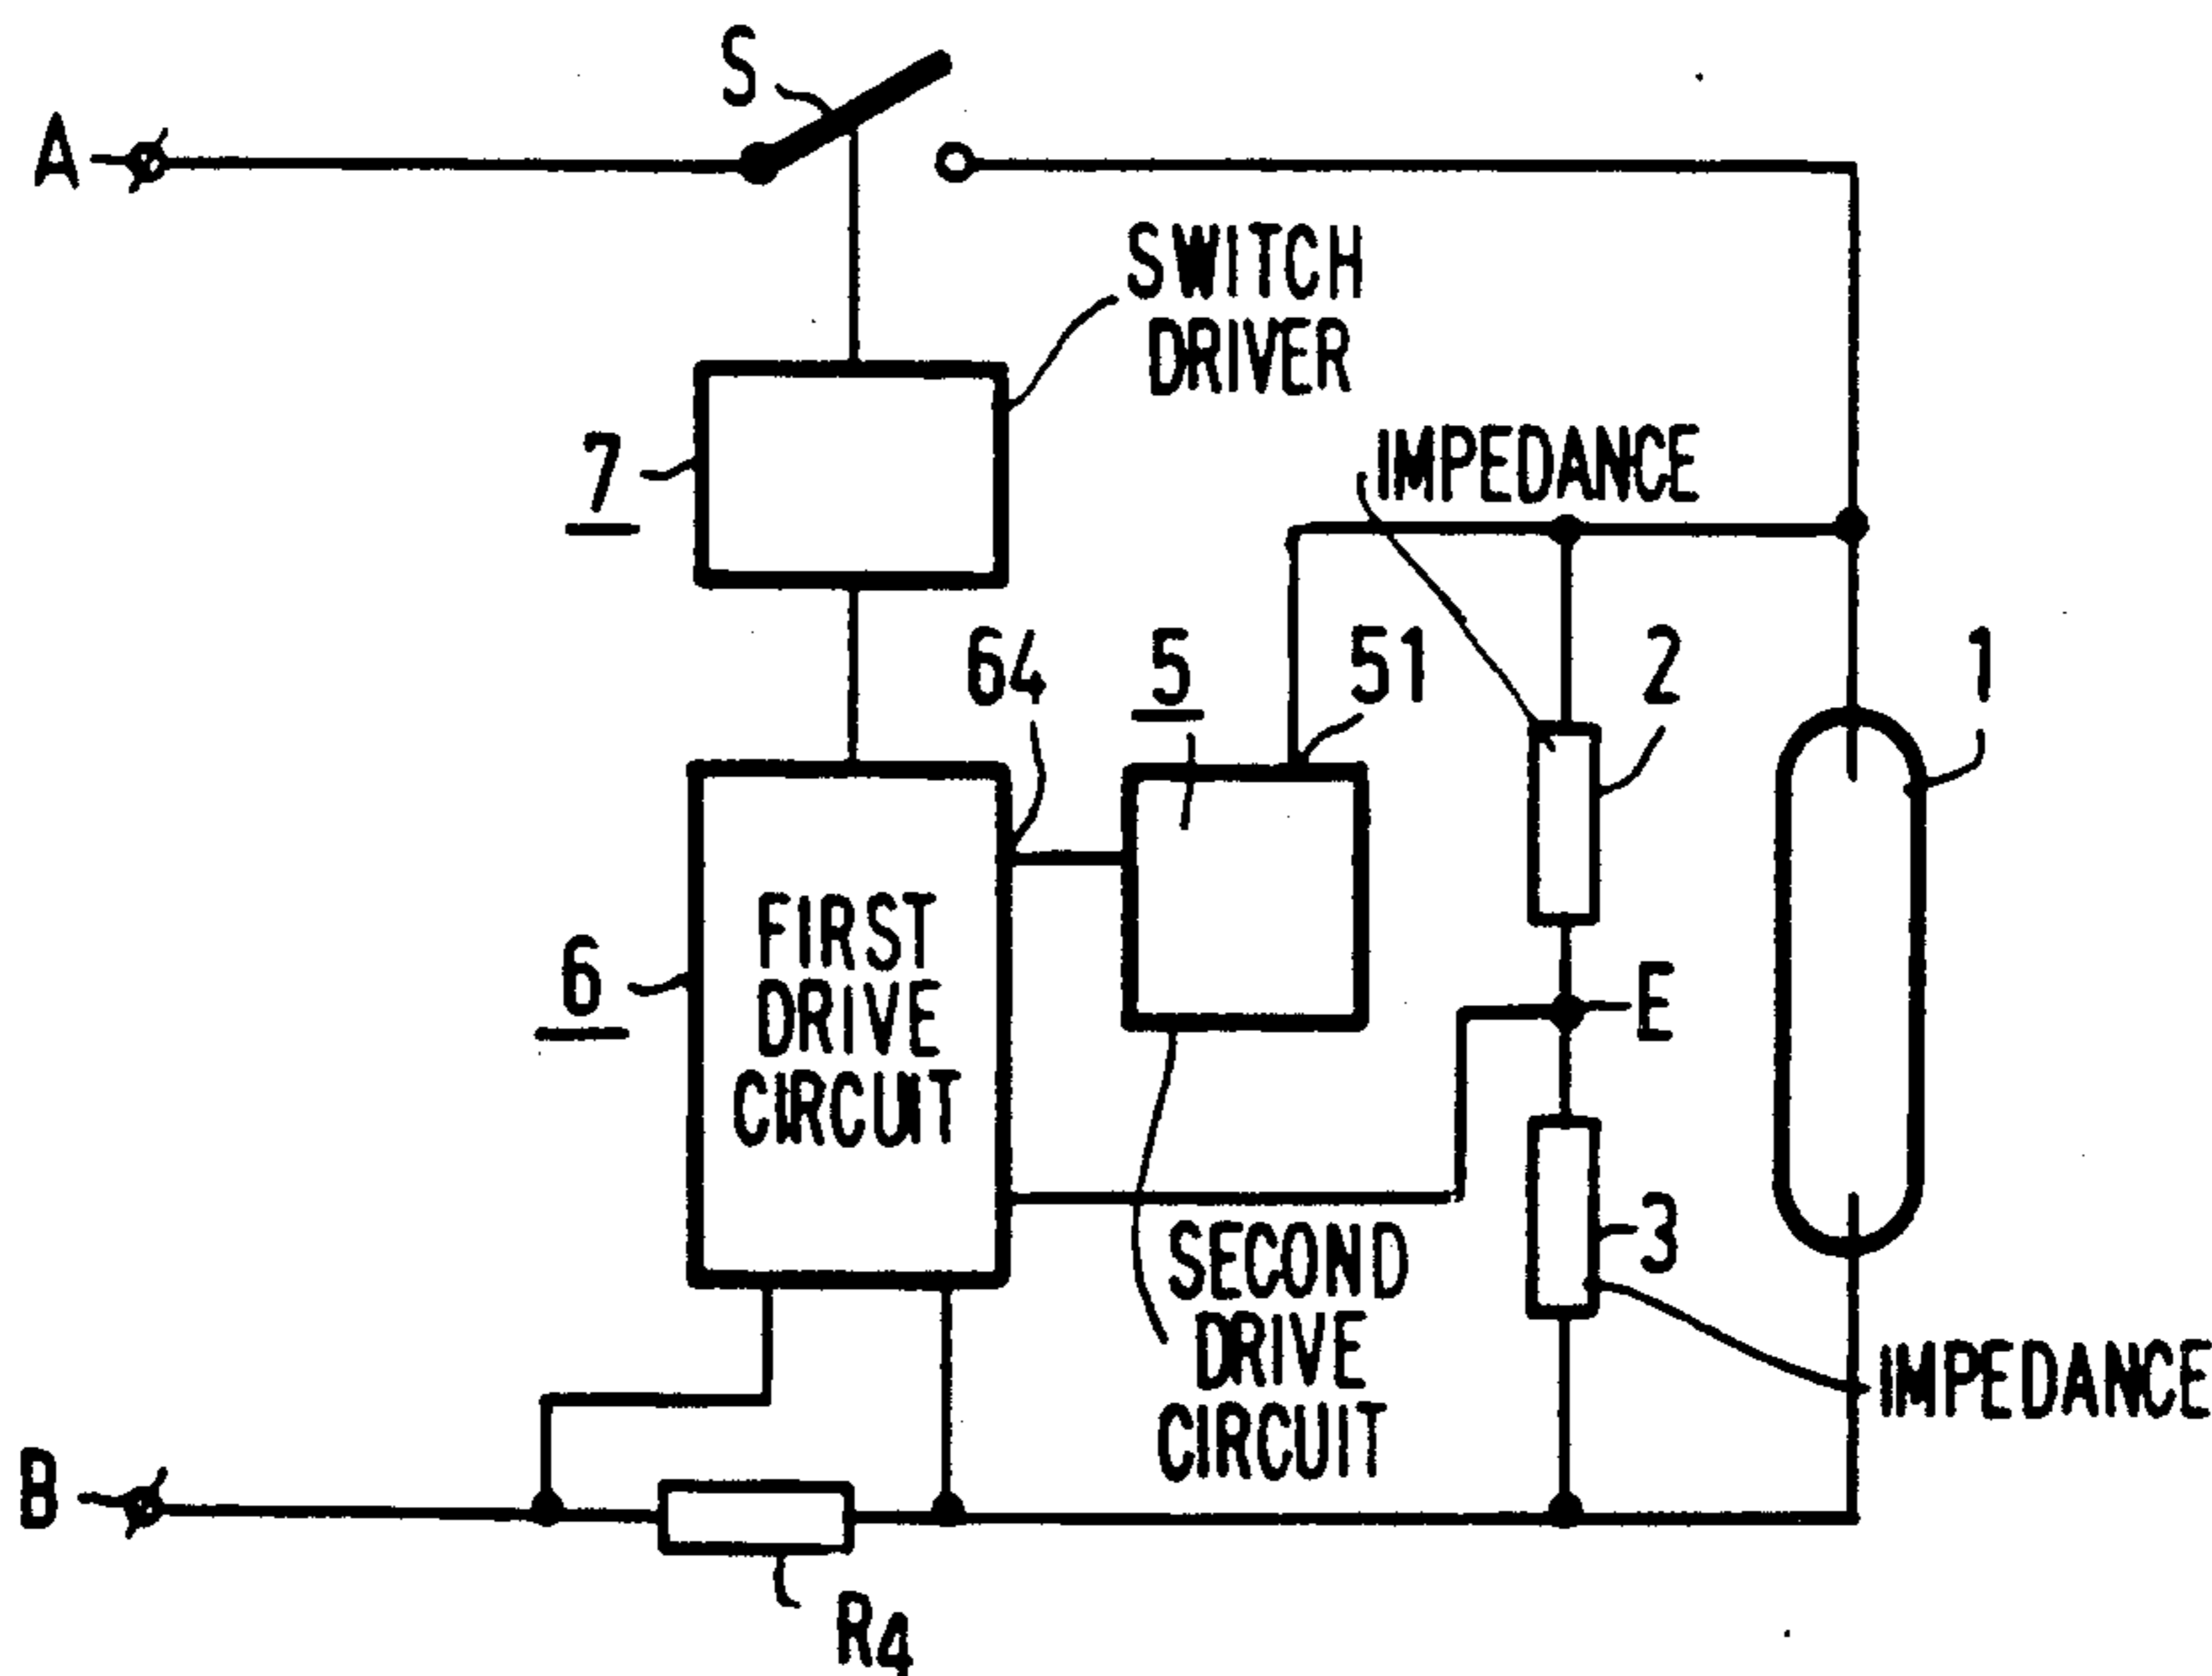 S
A
SWITCH
DRIVER
7
IMPEDANCE
64
5
51
2
1
FIRST
DRIVE
CIRCUIT
6
E
3
SECOND
DRIVE
CIRCUIT
IMPEDANCE
B
R4